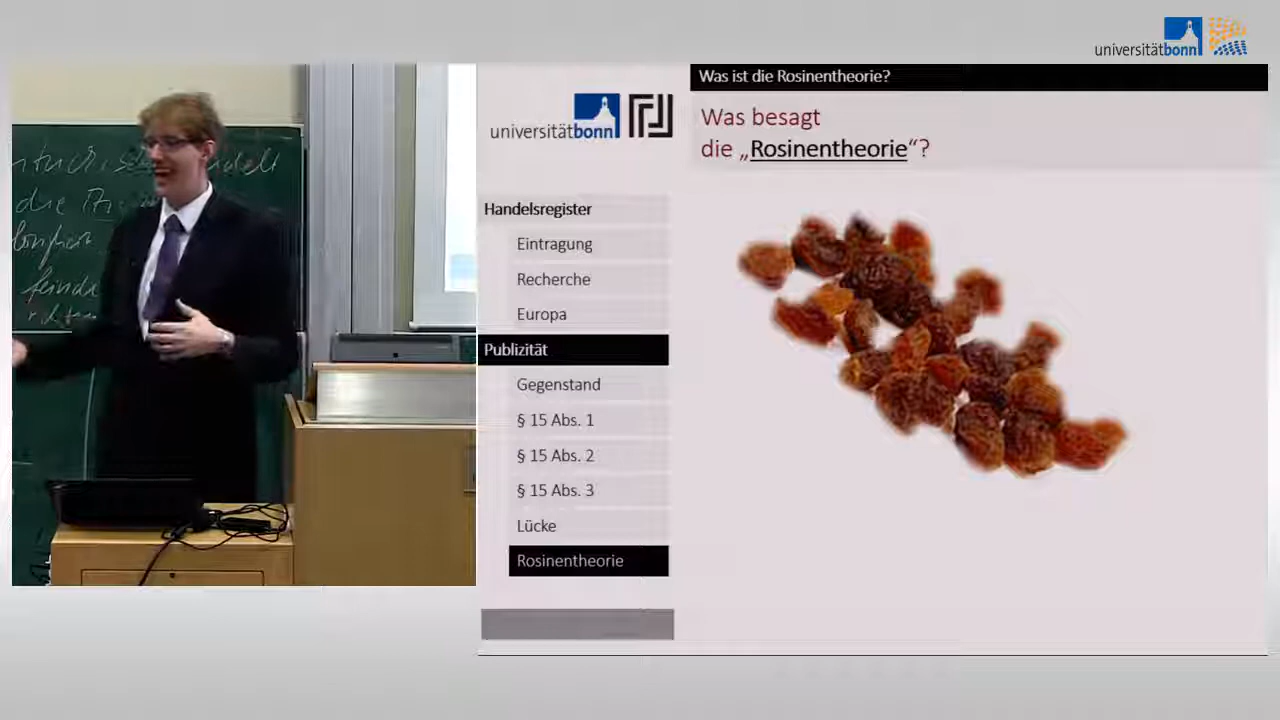 universitätbonn
Was ist die Rosinentheorie?
universitätbonn
Was besagt
die „Rosinentheorie“?
Handelsregister
Eintragung
Recherche
Europa
Publizität
Gegenstand
§ 15 Abs. 1
§ 15 Abs. 2
§ 15 Abs. 3
Lücke
Rosinentheorie
die